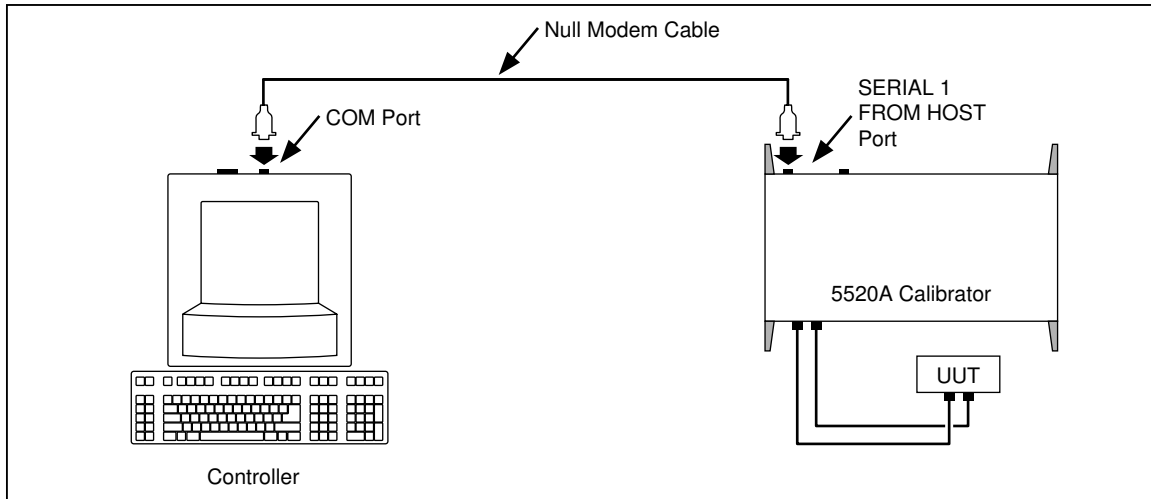 Null Modem Cable
COM Port
SERIAL 1
FROM HOST
Port
5520A Calibrator
UUT
Controller